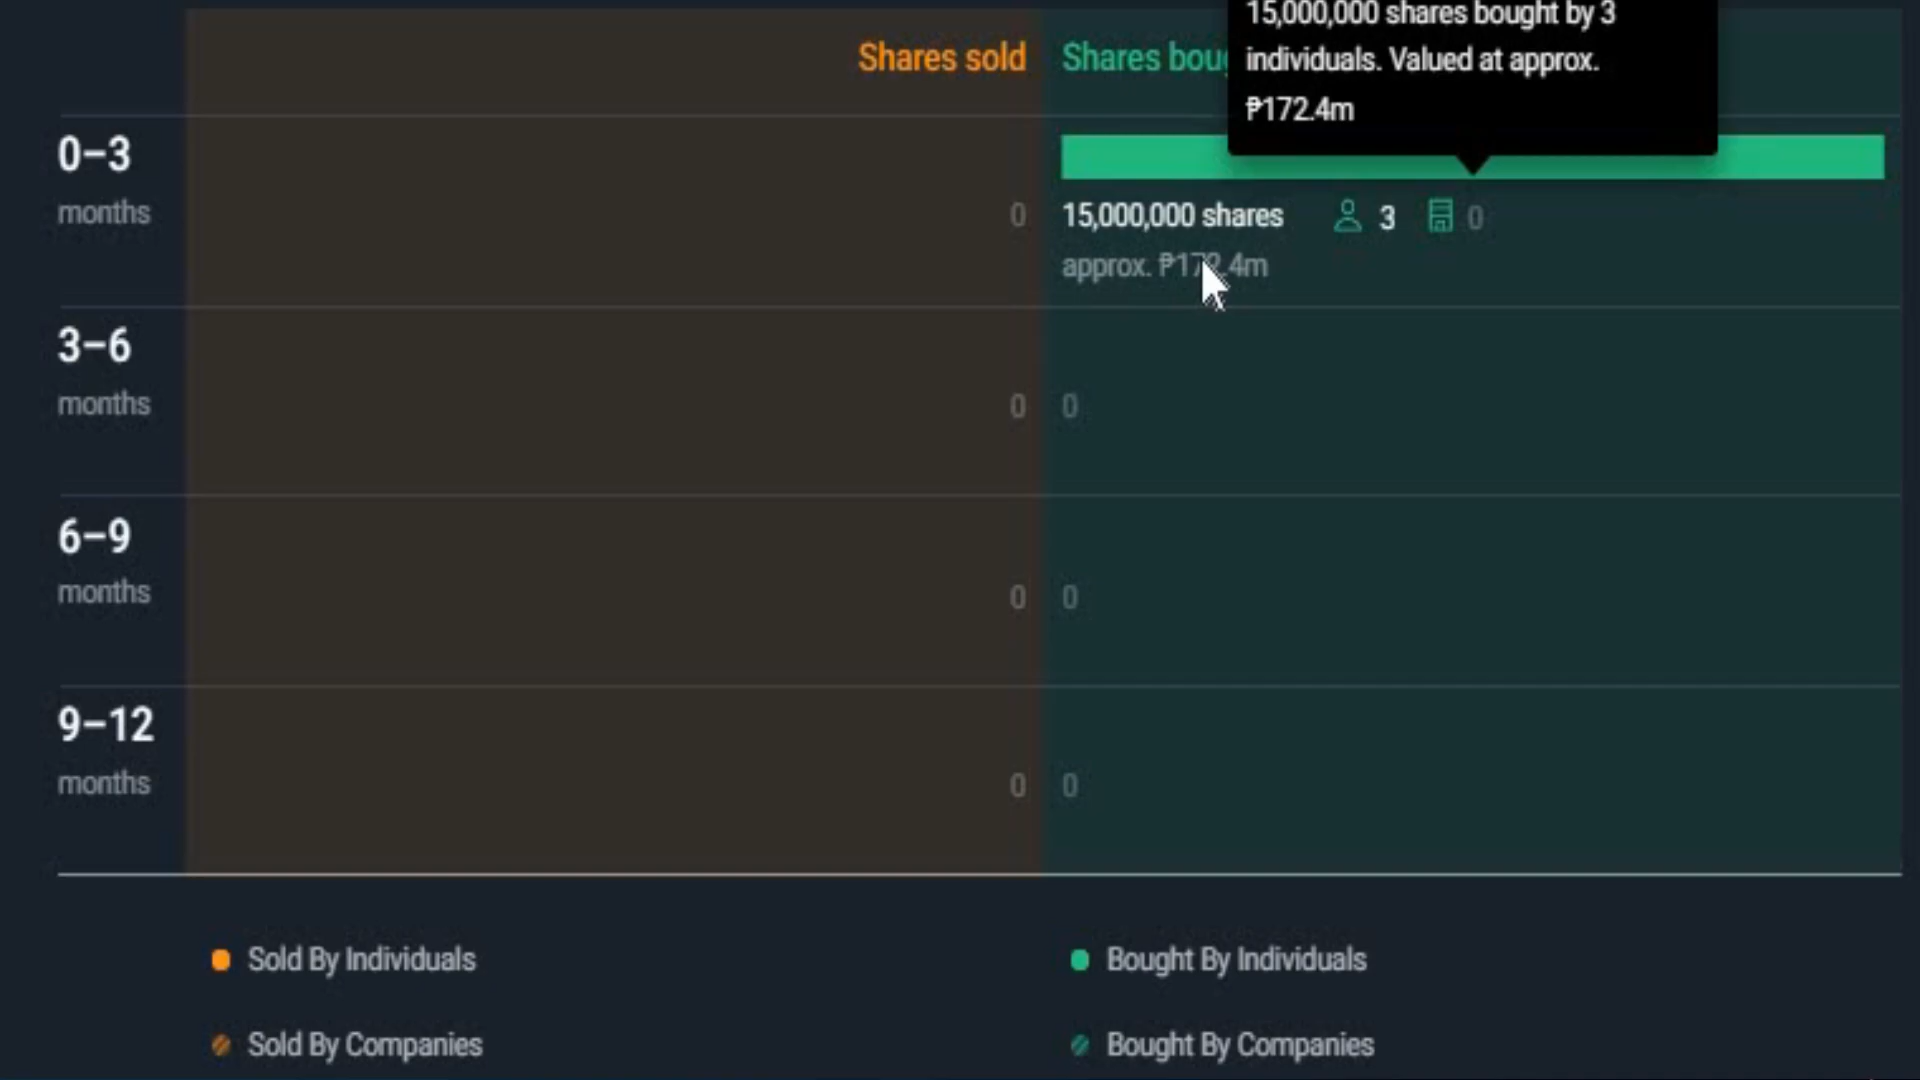 15,000,000 shares bought by 3
individuals. Valued at approx.
₱172.4m
Shares sold
Shares
0–3
months
0
15,000,000 shares
3
0
approx. ₱172.4m
3–6
months
0
0
6–9
months
0
0
9–12
months
0
0
Sold By Individuals
Bought By Individuals
Sold By Companies
Bought By Companies